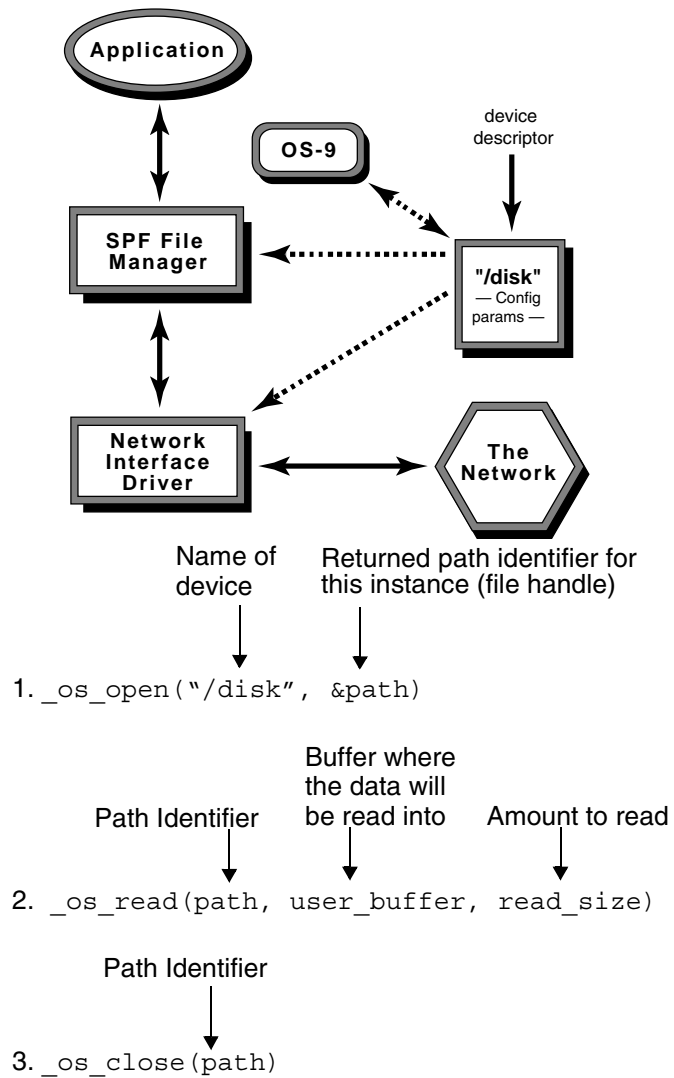 Application
device
descriptor
OS-9
SPF File
Manager
"/disk"
— Config
params —
Network
Interface
Driver
The
Network
Name of
device
Returned path identifier for
this instance (file handle)
1. _os_open(“/disk”, &path)
Buffer where
the data will
be read into
Path Identifier
Amount to read
2. _os_read(path, user_buffer, read_size)
Path Identifier
3. _os_close(path)